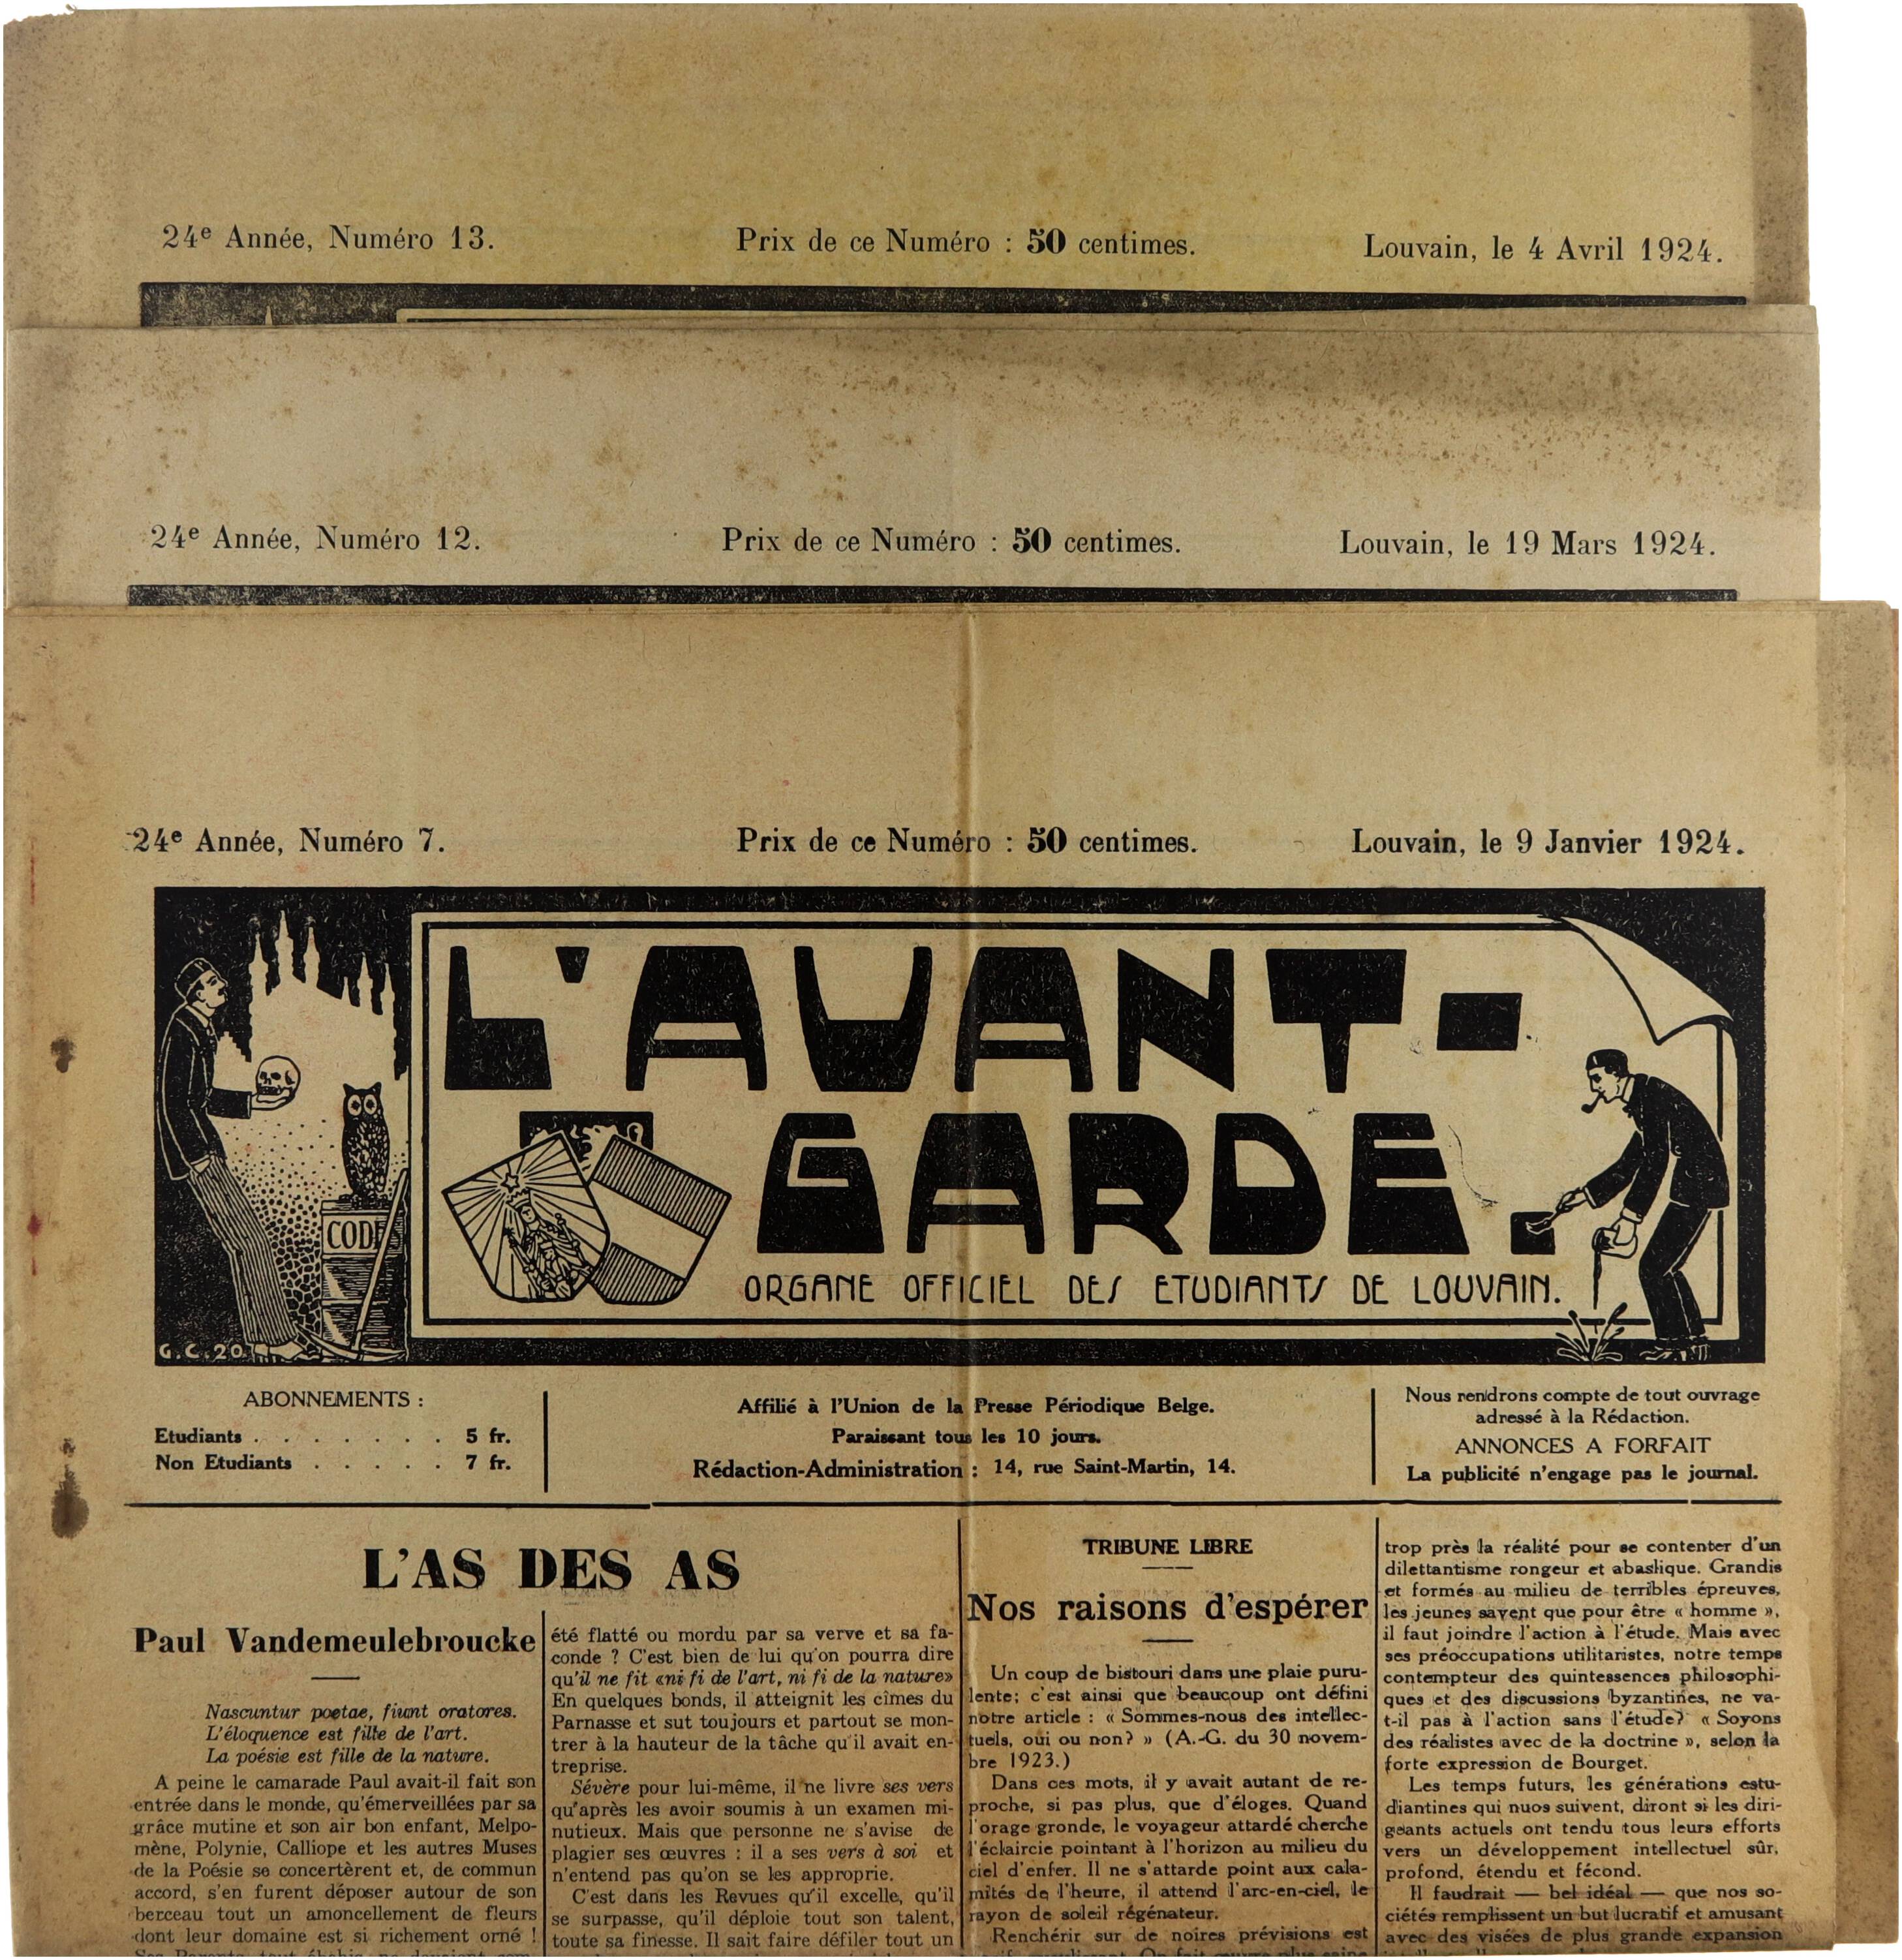 24e Année, Numéro 13.
Prix de ce Numéro : 50 centimes.
Louvain, le 4 Avril 1924.
24e Année, Numéro 12.
Prix de ce Numéro : 50 centimes.
Louvain, le 19 Mars 1924.
24e Année, Numéro 7.
Prix de ce Numéro : 50 centimes.
Louvain, le 9 Janvier 1924.
L'AVANT-
GARDE.
ORGANE OFFICIEL DES ETUDIANTS DE LOUVAIN.
CODE
G.C.20
ABONNEMENTS :
Etudiants . . . . . . . 5 fr.
Non Etudiants . . . . . 7 fr.
Affilié à l'Union de la Presse Périodique Belge.
Paraissant tous les 10 jours.
Rédaction-Administration : 14, rue Saint-Martin, 14.
Nous rendrons compte de tout ouvrage
adressé à la Rédaction.
ANNONCES A FORFAIT
La publicité n'engage pas le journal.
L'AS DES AS
Paul Vandemeulebroucke
Nascuntur poetae, fiunt oratores.
L'éloquence est fille de l'art.
La poésie est fille de la nature.
A peine le camarade Paul avait-il fait son
entrée dans le monde, qu'émerveillées par sa
grâce mutine et son air bon enfant, Melpo-
mène, Polynie, Calliope et les autres Muses
de la Poésie se concertèrent et, de commun
accord, s'en furent déposer autour de son
berceau tout un amoncellement de fleurs
dont leur domaine est si richement orné !
été flatté ou mordu par sa verve et sa fa-
conde ? C'est bien de lui qu'on pourra dire
qu'il ne fit «ni fi de l'art, ni fi de la nature»
En quelques bonds, il atteignit les cîmes du
Parnasse et sut toujours et partout se mon-
trer à la hauteur de la tâche qu'il avait en-
treprise.
Sévère pour lui-même, il ne livre ses vers
qu'après les avoir soumis à un examen mi-
nutieux. Mais que personne ne s'avise de
plagier ses œuvres : il a ses vers à soi et
n'entend pas qu'on se les approprie.
C'est dans les Revues qu'il excelle, qu'il
se surpasse, qu'il déploie tout son talent,
toute sa finesse. Il sait faire défiler tout un
TRIBUNE LIBRE
Nos raisons d'espérer
Un coup de bistouri dans une plaie puru-
lente; c'est ainsi que beaucoup ont défini
notre article : « Sommes-nous des intellec-
tuels, oui ou non? » (A.-G. du 30 novem-
bre 1923.)
Dans ces mots, il y avait autant de re-
proche, si pas plus, que d'éloges. Quand
l'orage gronde, le voyageur attardé cherche
l'éclaircie pointant à l'horizon au milieu du
ciel d'enfer. Il ne s'attarde point aux cala-
mités de l'heure, il attend l'arc-en-ciel, le
rayon de soleil régénateur.
Renchérir sur de noires prévisions est
trop près la réalité pour se contenter d'un
dilettantisme rongeur et abaslique. Grandis
et formés au milieu de terribles épreuves,
les jeunes savent que pour être « homme »,
il faut joindre l'action à l'étude. Mais avec
ses préoccupations utilitaristes, notre temps
contempteur des quintessences philosophi-
ques et des discussions byzantines, ne va-
t-il pas à l'action sans l'étude? « Soyons
des réalistes avec de la doctrine », selon la
forte expression de Bourget.
Les temps futurs, les générations estu-
diantines qui nuos suivent, diront si les diri-
geants actuels ont tendu tous leurs efforts
vers un développement intellectuel sûr,
profond, étendu et fécond.
Il faudrait — bel idéal — que nos so-
ciétés remplissent un but lucratif et amusant
avec des visées de plus grande expansion